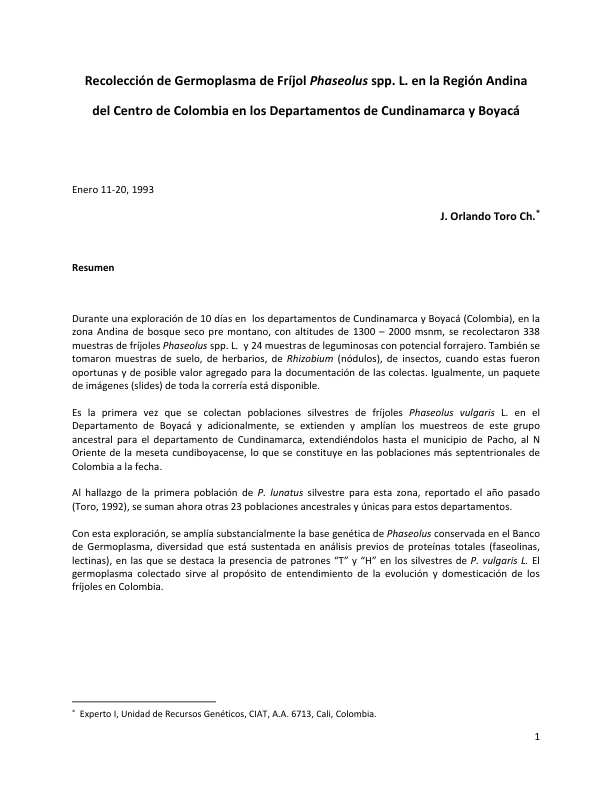 Recolección de Germoplasma de Fríjol Phaseolus spp. L. en la Región Andina
del Centro de Colombia en los Departamentos de Cundinamarca y Boyacá
Enero 11-20, 1993
J. Orlando Toro Ch.*
Resumen
Durante una exploración de 10 días en los departamentos de Cundinamarca y Boyacá (Colombia), en la
zona Andina de bosque seco pre montano, con altitudes de 1300 – 2000 msnm, se recolectaron 338
muestras de fríjoles Phaseolus spp. L. y 24 muestras de leguminosas con potencial forrajero. También se
tomaron muestras de suelo, de herbarios, de Rhizobium (nódulos), de insectos, cuando estas fueron
oportunas y de posible valor agregado para la documentación de las colectas. Igualmente, un paquete
de imágenes (slides) de toda la correría está disponible.
Es la primera vez que se colectan poblaciones silvestres de fríjoles Phaseolus vulgaris L. en el
Departamento de Boyacá y adicionalmente, se extienden y amplían los muestreos de este grupo
ancestral para el departamento de Cundinamarca, extendiéndolos hasta el municipio de Pacho, al N
Oriente de la meseta cundiboyacense, lo que se constituye en las poblaciones más septentrionales de
Colombia a la fecha.
Al hallazgo de la primera población de P. lunatus silvestre para esta zona, reportado el año pasado
(Toro, 1992), se suman ahora otras 23 poblaciones ancestrales y únicas para estos departamentos.
Con esta exploración, se amplía substancialmente la base genética de Phaseolus conservada en el Banco
de Germoplasma, diversidad que está sustentada en análisis previos de proteínas totales (faseolinas,
lectinas), en las que se destaca la presencia de patrones “T” y “H” en los silvestres de P. vulgaris L. El
germoplasma colectado sirve al propósito de entendimiento de la evolución y domesticación de los
fríjoles en Colombia.
* Experto I, Unidad de Recursos Genéticos, CIAT, A.A. 6713, Cali, Colombia.
1